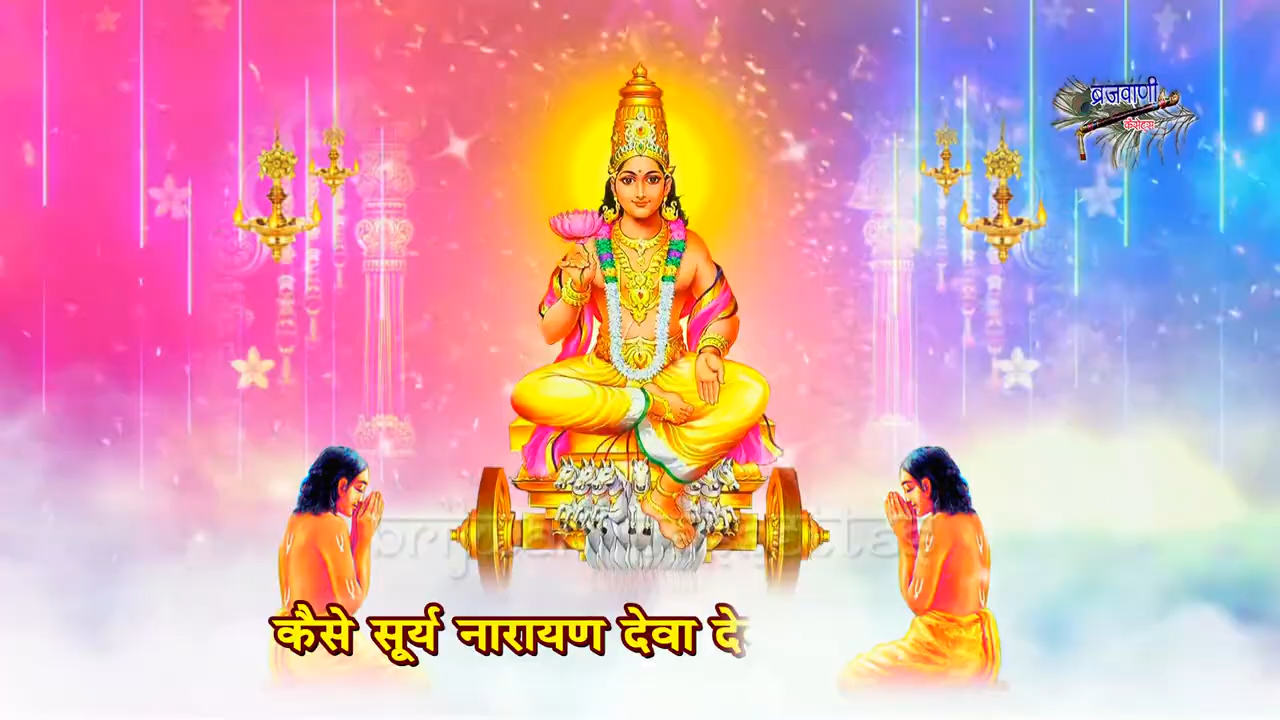 ब्रजवाणी
कैसेट्स
कैसे सूर्य नारायण देवा